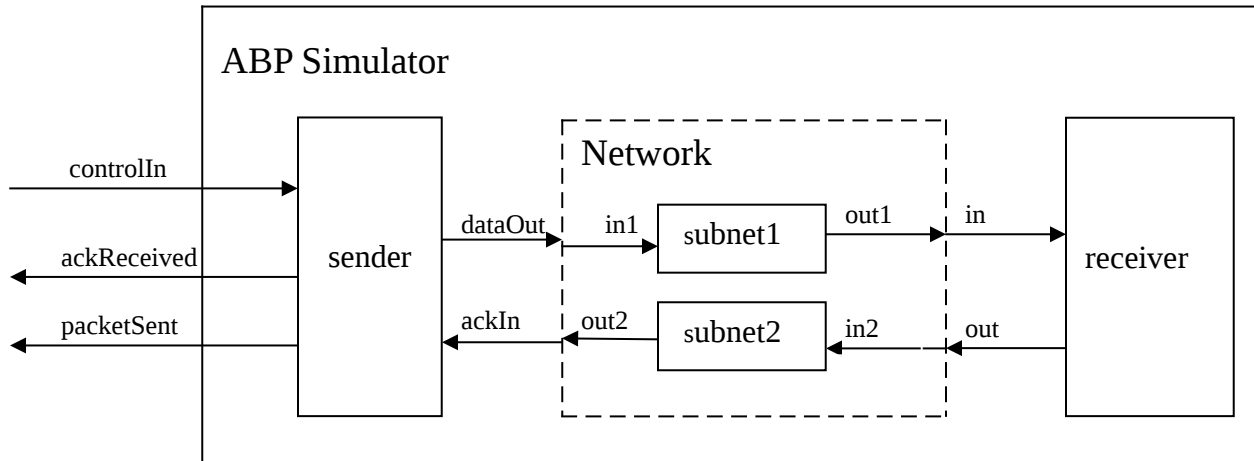 ABP Simulator
controlIn
ackReceived
packetSent
sender
dataOut
ackIn
Network
in1
subnet1
out1
out2
subnet2
in2
in
out
receiver